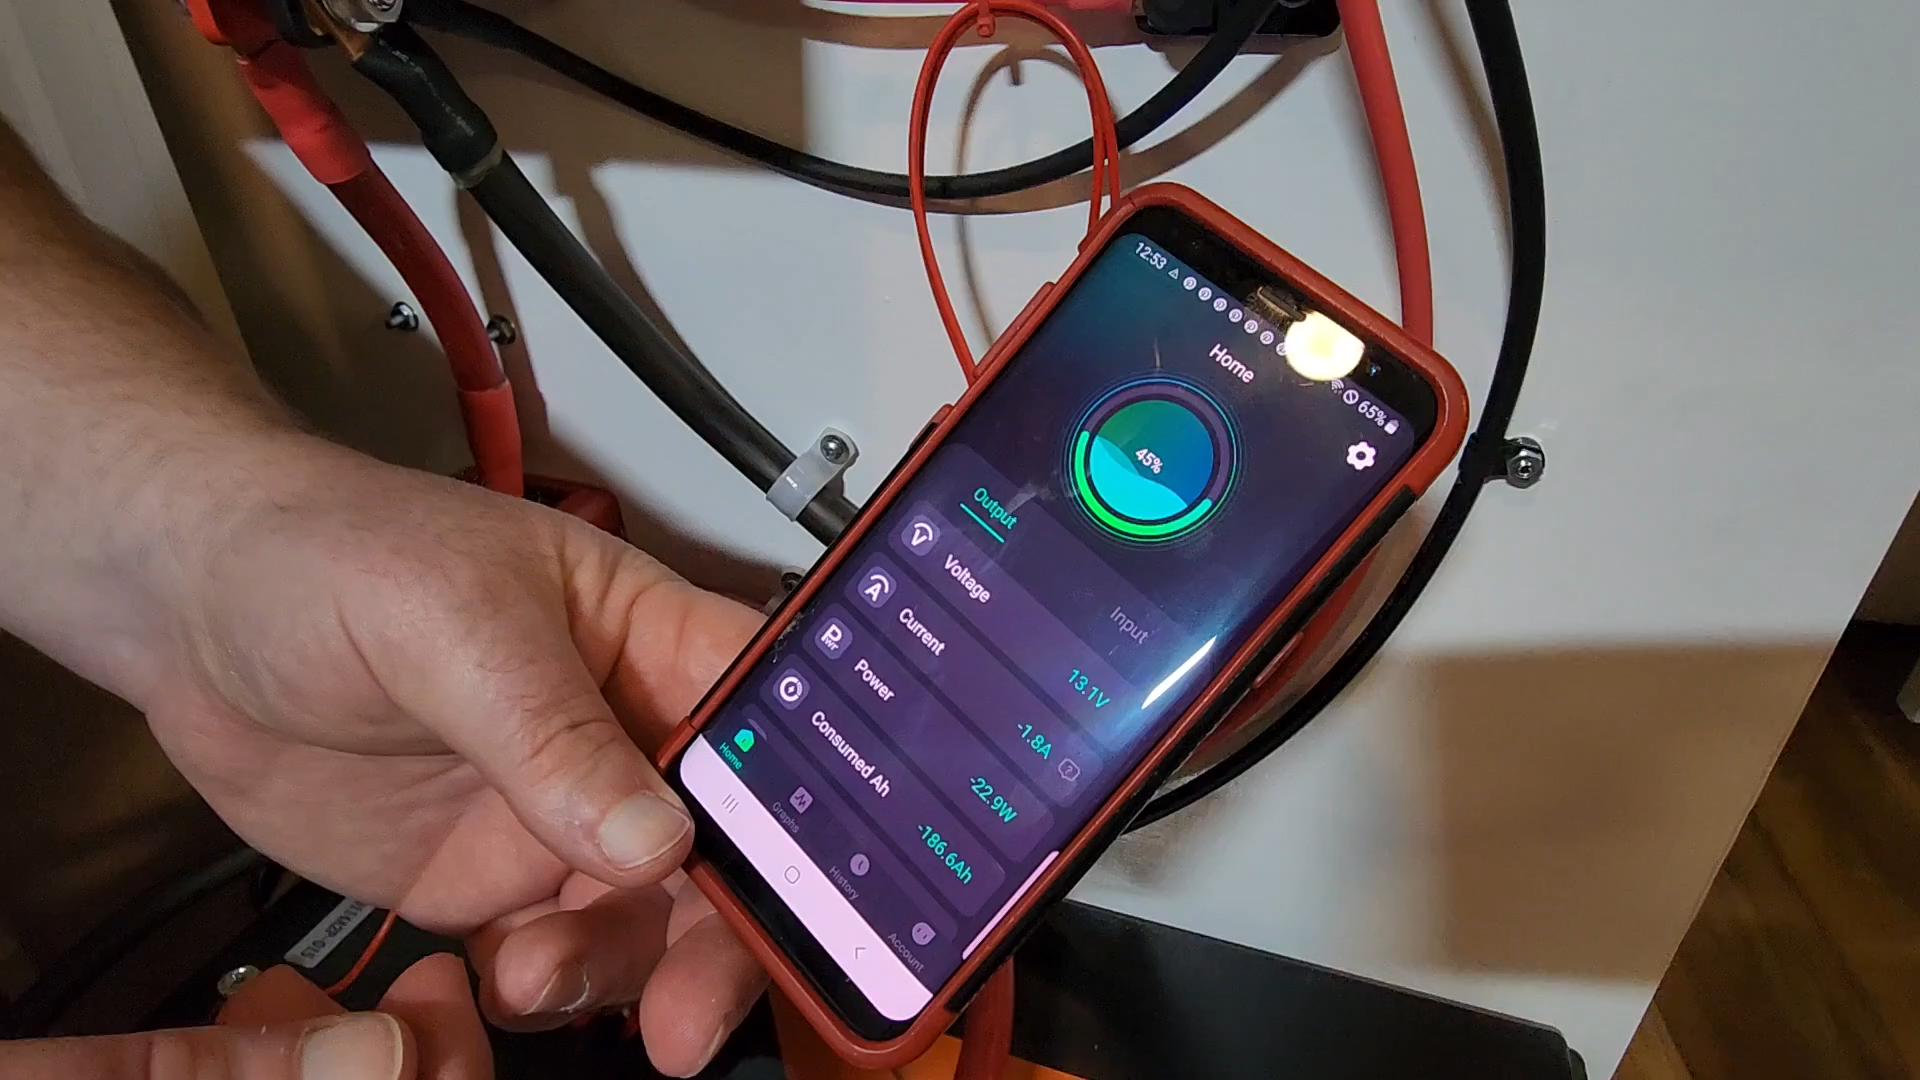 12:53
65%
Home
45%
Output
Input
Voltage
13.1V
Current
-1.8A
Power
-22.9W
Consumed Ah
-186.6Ah
Home
Graphs
History
Account